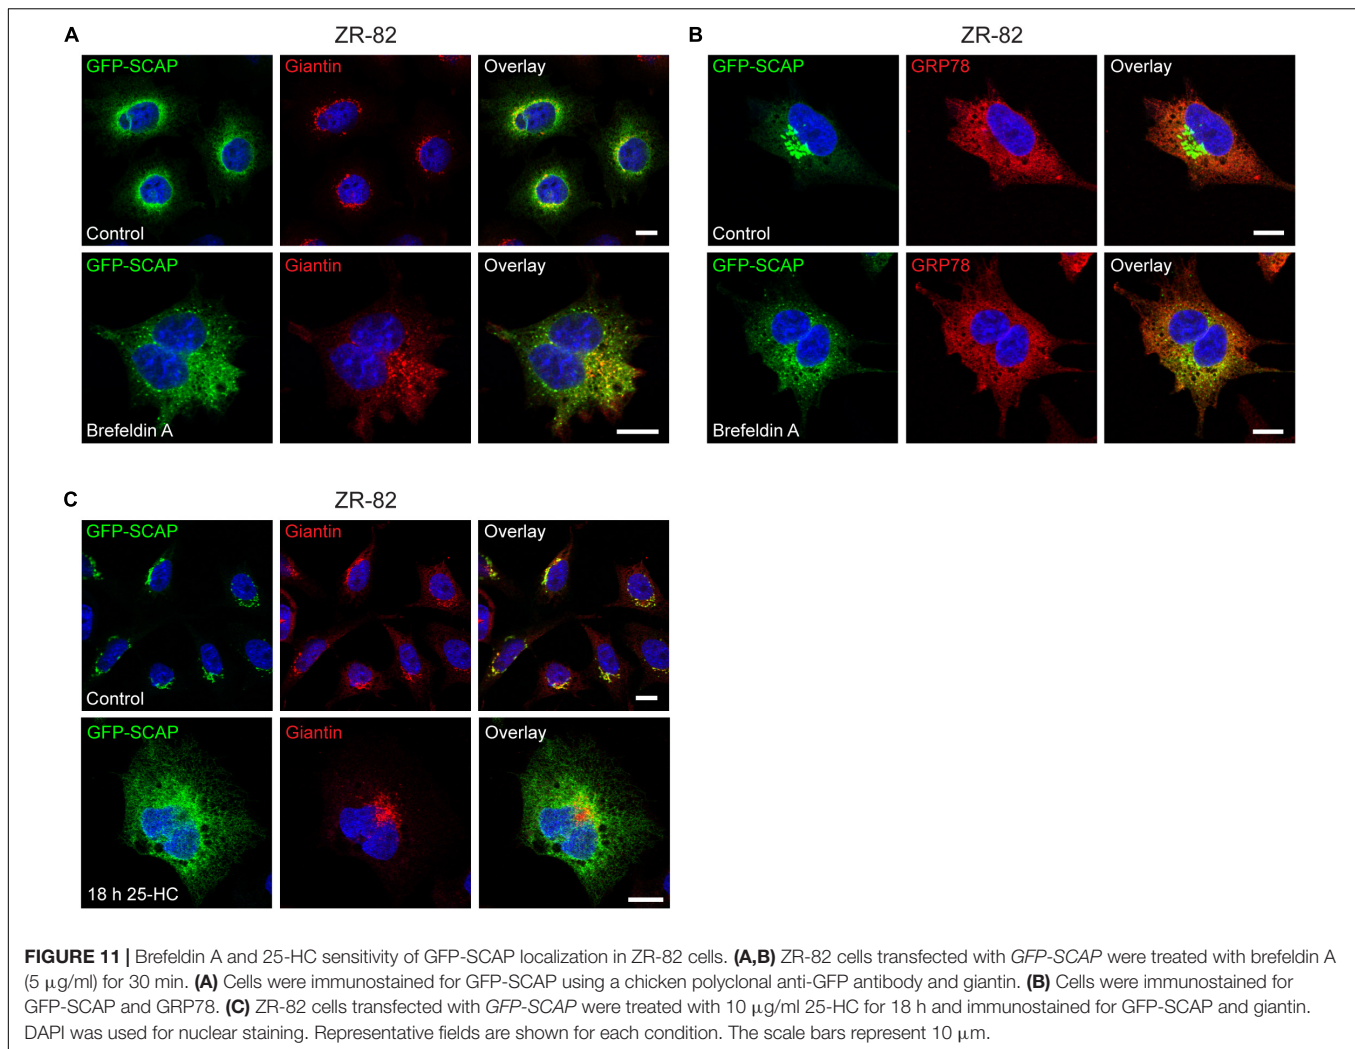 A
ZR-82
B
ZR-82
GFP-SCAP
Giantin
Overlay
GFP-SCAP
GRP78
Overlay
Control
Control
GFP-SCAP
Giantin
Overlay
GFP-SCAP
GRP78
Overlay
Brefeldin A
Brefeldin A
C
ZR-82
GFP-SCAP
Giantin
Overlay
Control
GFP-SCAP
Giantin
Overlay
18 h 25-HC
FIGURE 11 | Brefeldin A and 25-HC sensitivity of GFP-SCAP localization in ZR-82 cells. (A,B) ZR-82 cells transfected with GFP-SCAP were treated with brefeldin A
(5 μg/ml) for 30 min. (A) Cells were immunostained for GFP-SCAP using a chicken polyclonal anti-GFP antibody and giantin. (B) Cells were immunostained for
GFP-SCAP and GRP78. (C) ZR-82 cells transfected with GFP-SCAP were treated with 10 μg/ml 25-HC for 18 h and immunostained for GFP-SCAP and giantin.
DAPI was used for nuclear staining. Representative fields are shown for each condition. The scale bars represent 10 μm.